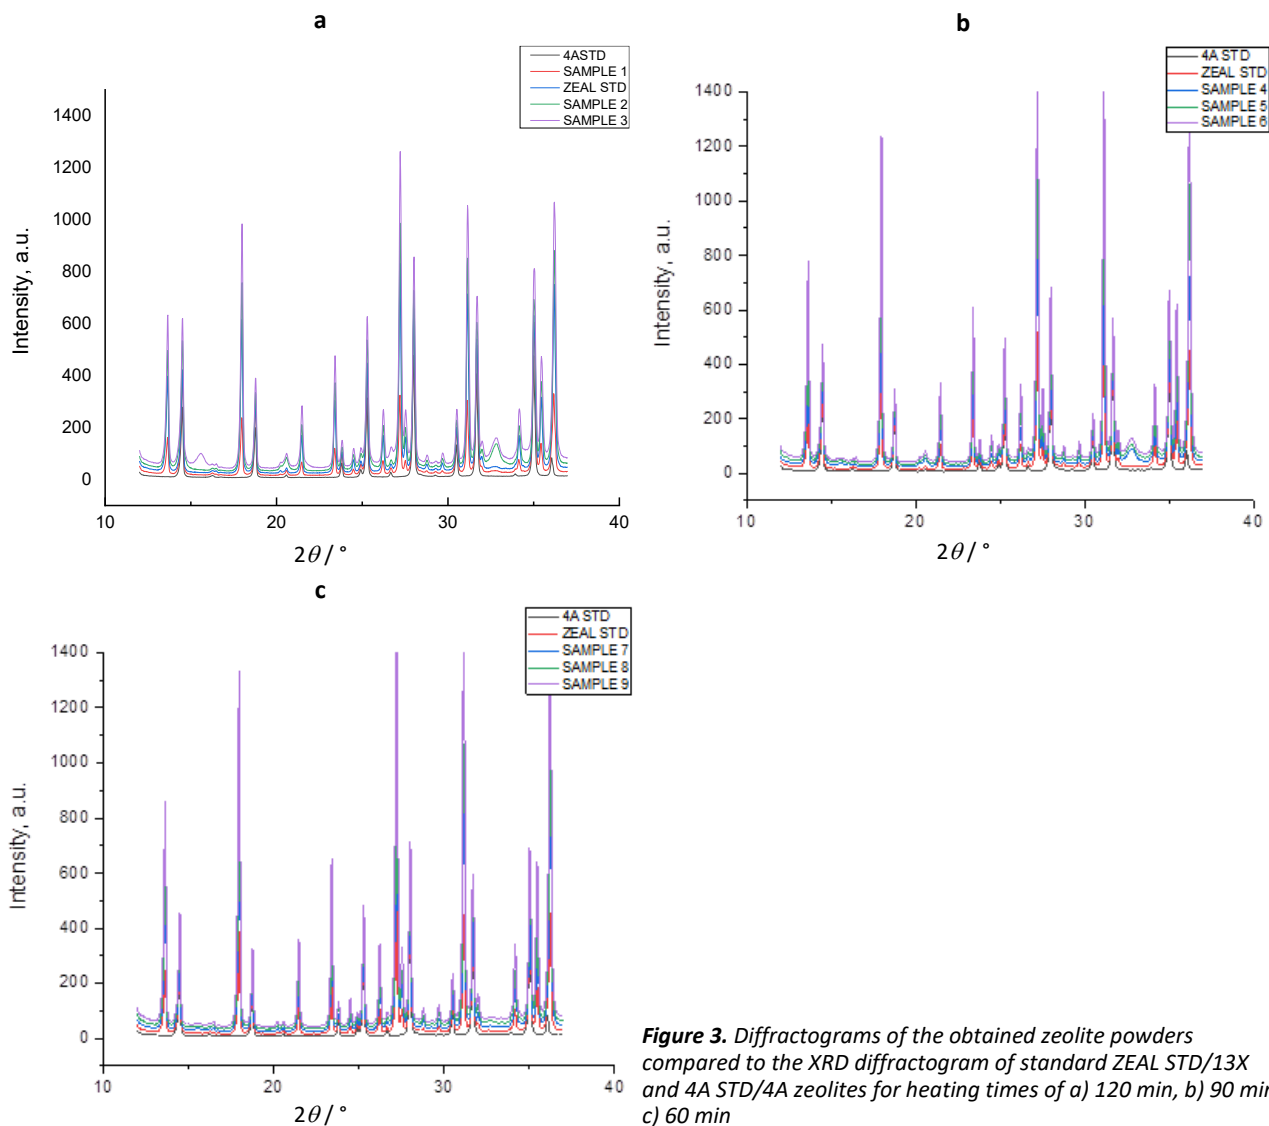 a
4ASTD
SAMPLE 1
ZEAL STD
SAMPLE 2
SAMPLE 3
1400
1200
1000
800
600
400
200
0
Intensity, a.u.
10
20
30
40
2θ / °
b
4A STD
ZEAL STD
SAMPLE 4
SAMPLE 5
SAMPLE 6
1400
1200
1000
800
600
400
200
0
Intensity, a.u.
10
20
30
40
2θ / °
c
4A STD
ZEAL STD
SAMPLE 7
SAMPLE 8
SAMPLE 9
1400
1200
1000
800
600
400
200
0
Intensity, a.u.
10
20
30
40
2θ / °
Figure 3. Diffractograms of the obtained zeolite powders
compared to the XRD diffractogram of standard ZEAL STD/13X
and 4A STD/4A zeolites for heating times of a) 120 min, b) 90 min
c) 60 min